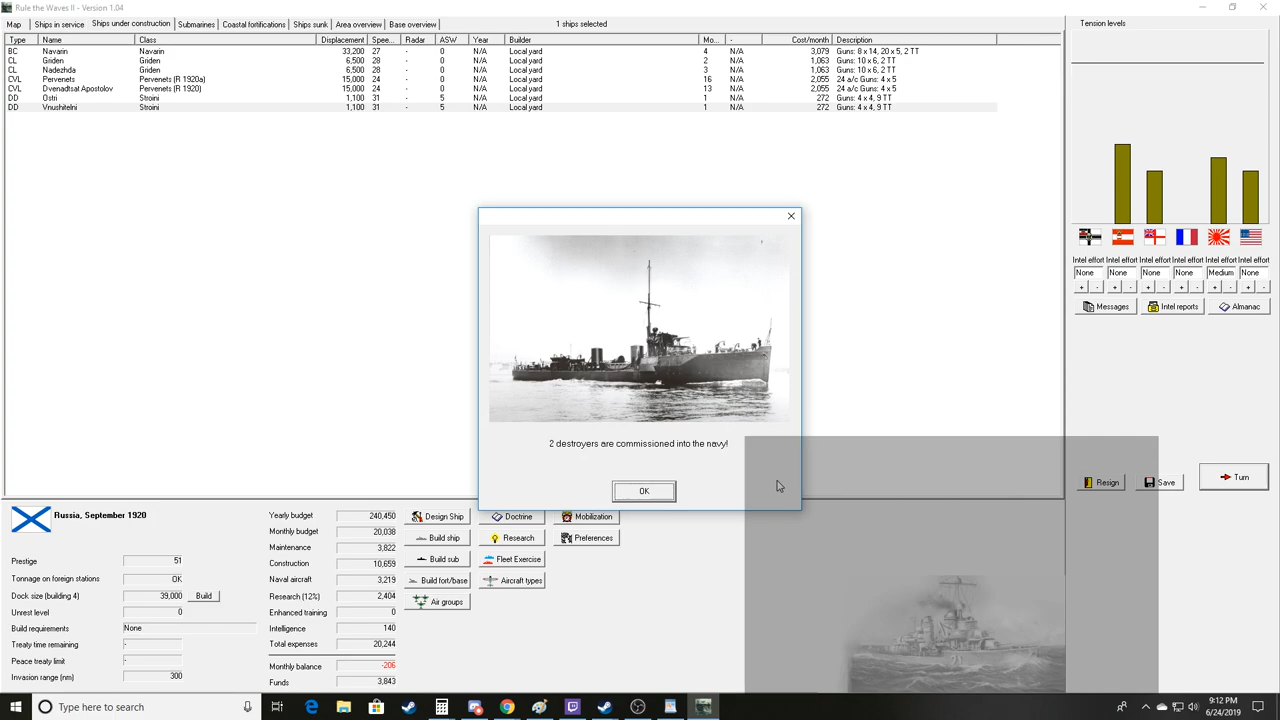 Rule the Waves II - Version 1.04
Map Ships in service Ships under construction Submarines Coastal fortifications Ships sunk Area overview Base overview 1 ships selected
Type Name Class Displacement Spee... Radar ASW Year Builder Mo... - Cost/month Description
BC Navarin Navarin 33,200 27 - 0 N/A Local yard 4 N/A 3,079 Guns: 8 x 14, 20 x 5, 2 TT
CL Griden Griden 6,500 28 - 0 N/A Local yard 2 N/A 1,063 Guns: 10 x 6, 2 TT
CL Nadezhda Griden 6,500 28 - 0 N/A Local yard 3 N/A 1,063 Guns: 10 x 6, 2 TT
CVL Pervenets Pervenets (R 1920a) 15,000 24 - 0 N/A Local yard 16 N/A 2,055 24 a/c Guns: 4 x 5
CVL Dvenadtsat Apostolov Pervenets (R 1920) 15,000 24 - 0 N/A Local yard 13 N/A 2,055 24 a/c Guns: 4 x 5
DD Ostri Stroini 1,100 31 - 5 N/A Local yard 1 N/A 272 Guns: 4 x 4, 9 TT
DD Vnushitelni Stroini 1,100 31 - 5 N/A Local yard 1 N/A 272 Guns: 4 x 4, 9 TT
2 destroyers are commissioned into the navy!
OK
Tension levels
Intel effort Intel effort Intel effort Intel effort Intel effort Intel effort
None None None None Medium None
+ - + - + - + - + - + -
Messages Intel reports Almanac
Resign Save Turn
Russia, September 1920
Prestige 51
Tonnage on foreign stations OK
Dock size (building 4) 39,000 Build
Unrest level 0
Build requirements None
Treaty time remaining -
Peace treaty limit -
Invasion range (nm) 300
Yearly budget 240,450
Monthly budget 20,038
Maintenance 3,822
Construction 10,659
Naval aircraft 3,219
Research (12%) 2,404
Enhanced training 0
Intelligence 140
Total expenses 20,244
Monthly balance -206
Funds 3,843
Design Ship Doctrine Mobilization
Build ship Research Preferences
Build sub Fleet Exercise
Build fort/base Aircraft types
Air groups
Type here to search
9:12 PM
6/24/2019